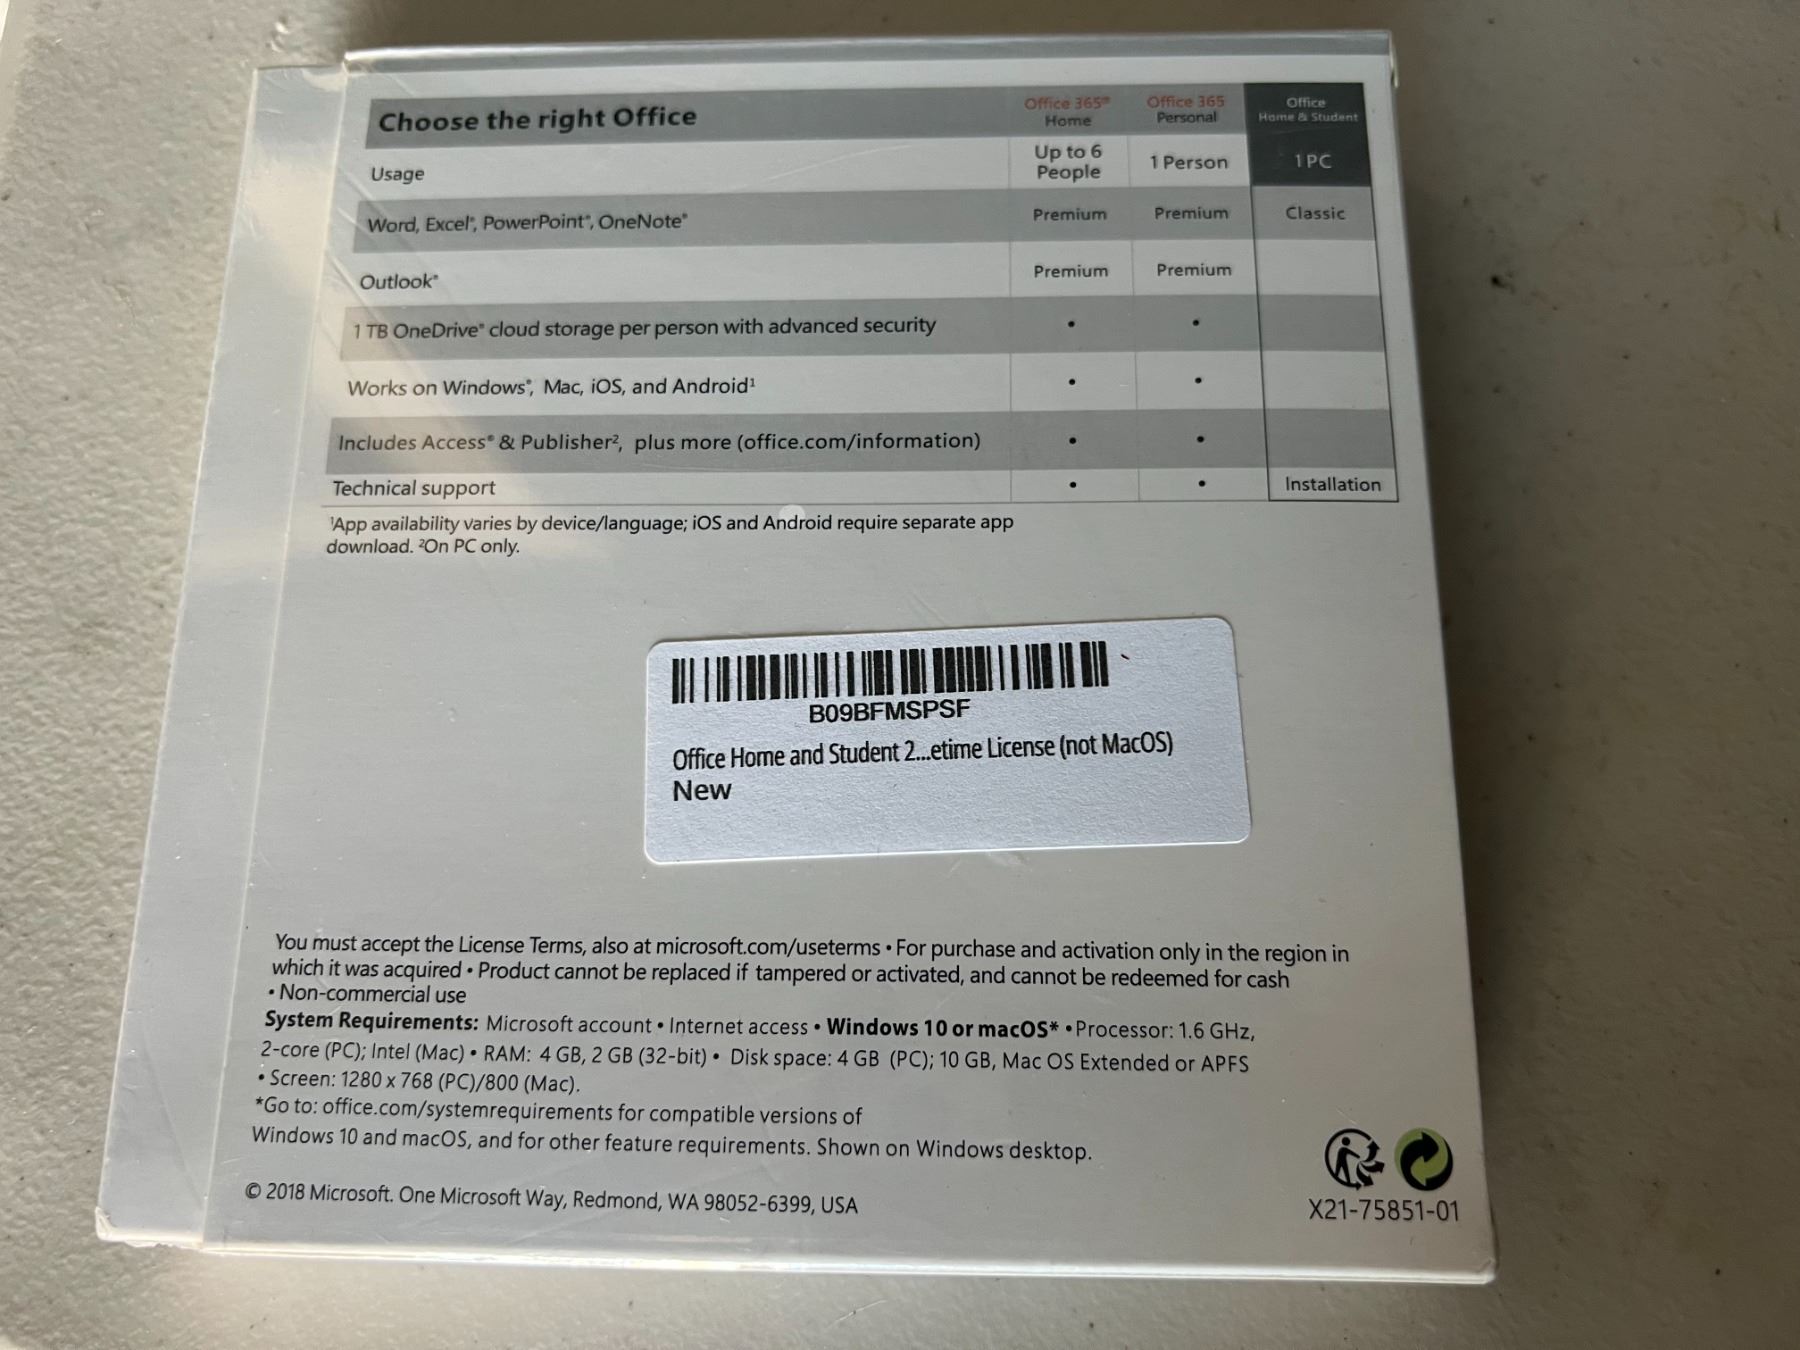 Choose the right Office
Office 365® Home
Office 365 Personal
Office Home & Student
Usage
Up to 6 People
1 Person
1 PC
Word, Excel®, PowerPoint®, OneNote®
Premium
Premium
Classic
Outlook®
Premium
Premium
1 TB OneDrive® cloud storage per person with advanced security
•
•
Works on Windows®, Mac, iOS, and Android¹
•
•
Includes Access® & Publisher², plus more (office.com/information)
•
•
Technical support
•
•
Installation
¹App availability varies by device/language; iOS and Android require separate app
download. ²On PC only.
B09BFMSPSF
Office Home and Student 2...etime License (not MacOS)
New
You must accept the License Terms, also at microsoft.com/useterms • For purchase and activation only in the region in
which it was acquired • Product cannot be replaced if tampered or activated, and cannot be redeemed for cash
• Non-commercial use
System Requirements: Microsoft account • Internet access • Windows 10 or macOS* • Processor: 1.6 GHz,
2-core (PC); Intel (Mac) • RAM: 4 GB, 2 GB (32-bit) • Disk space: 4 GB (PC); 10 GB, Mac OS Extended or APFS
• Screen: 1280 x 768 (PC)/800 (Mac).
*Go to: office.com/systemrequirements for compatible versions of
Windows 10 and macOS, and for other feature requirements. Shown on Windows desktop.
© 2018 Microsoft. One Microsoft Way, Redmond, WA 98052-6399, USA
X21-75851-01